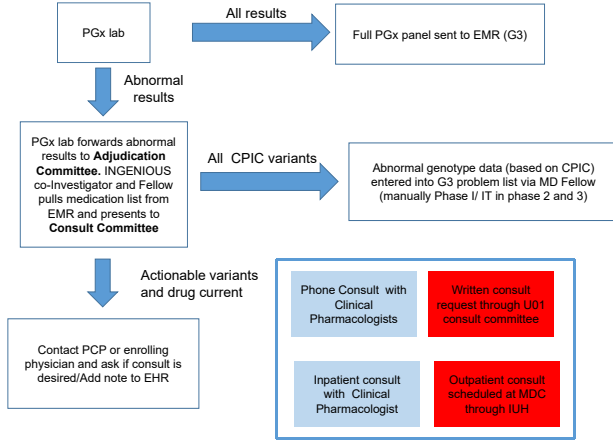 PGx lab
All results
Full PGx panel sent to EMR (G3)
Abnormal
results
PGx lab forwards abnormal
results to Adjudication
Committee. INGENIOUS
co-Investigator and Fellow
pulls medication list from
EMR and presents to
Consult Committee
All CPIC variants
Abnormal genotype data (based on CPIC)
entered into G3 problem list via MD Fellow
(manually Phase I/ IT in phase 2 and 3)
Actionable variants
and drug current
Contact PCP or enrolling
physician and ask if consult is
desired/Add note to EHR
Phone Consult with
Clinical
Pharmacologists
Written consult
request through U01
consult committee
Inpatient consult
with Clinical
Pharmacologist
Outpatient consult
scheduled at MDC
through IUH